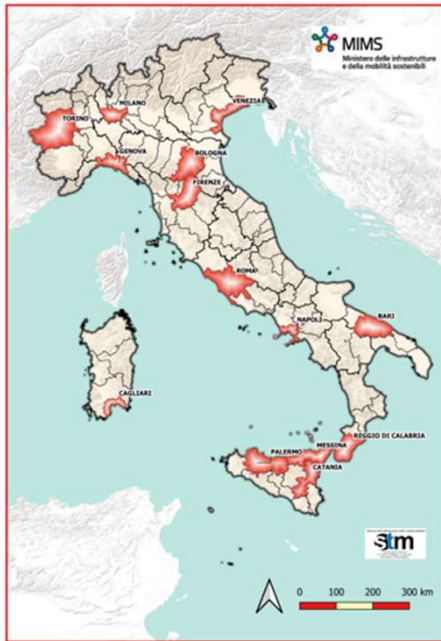 MIMS
Ministero delle infrastrutture
e della mobilità sostenibili
VENEZIA
MILANO
TORINO
BOLOGNA
GENOVA
FIRENZE
ROMA
BARI
NAPOLI
CAGLIARI
REGGIO DI CALABRIA
MESSINA
PALERMO
CATANIA
stm
0 100 200 300 km